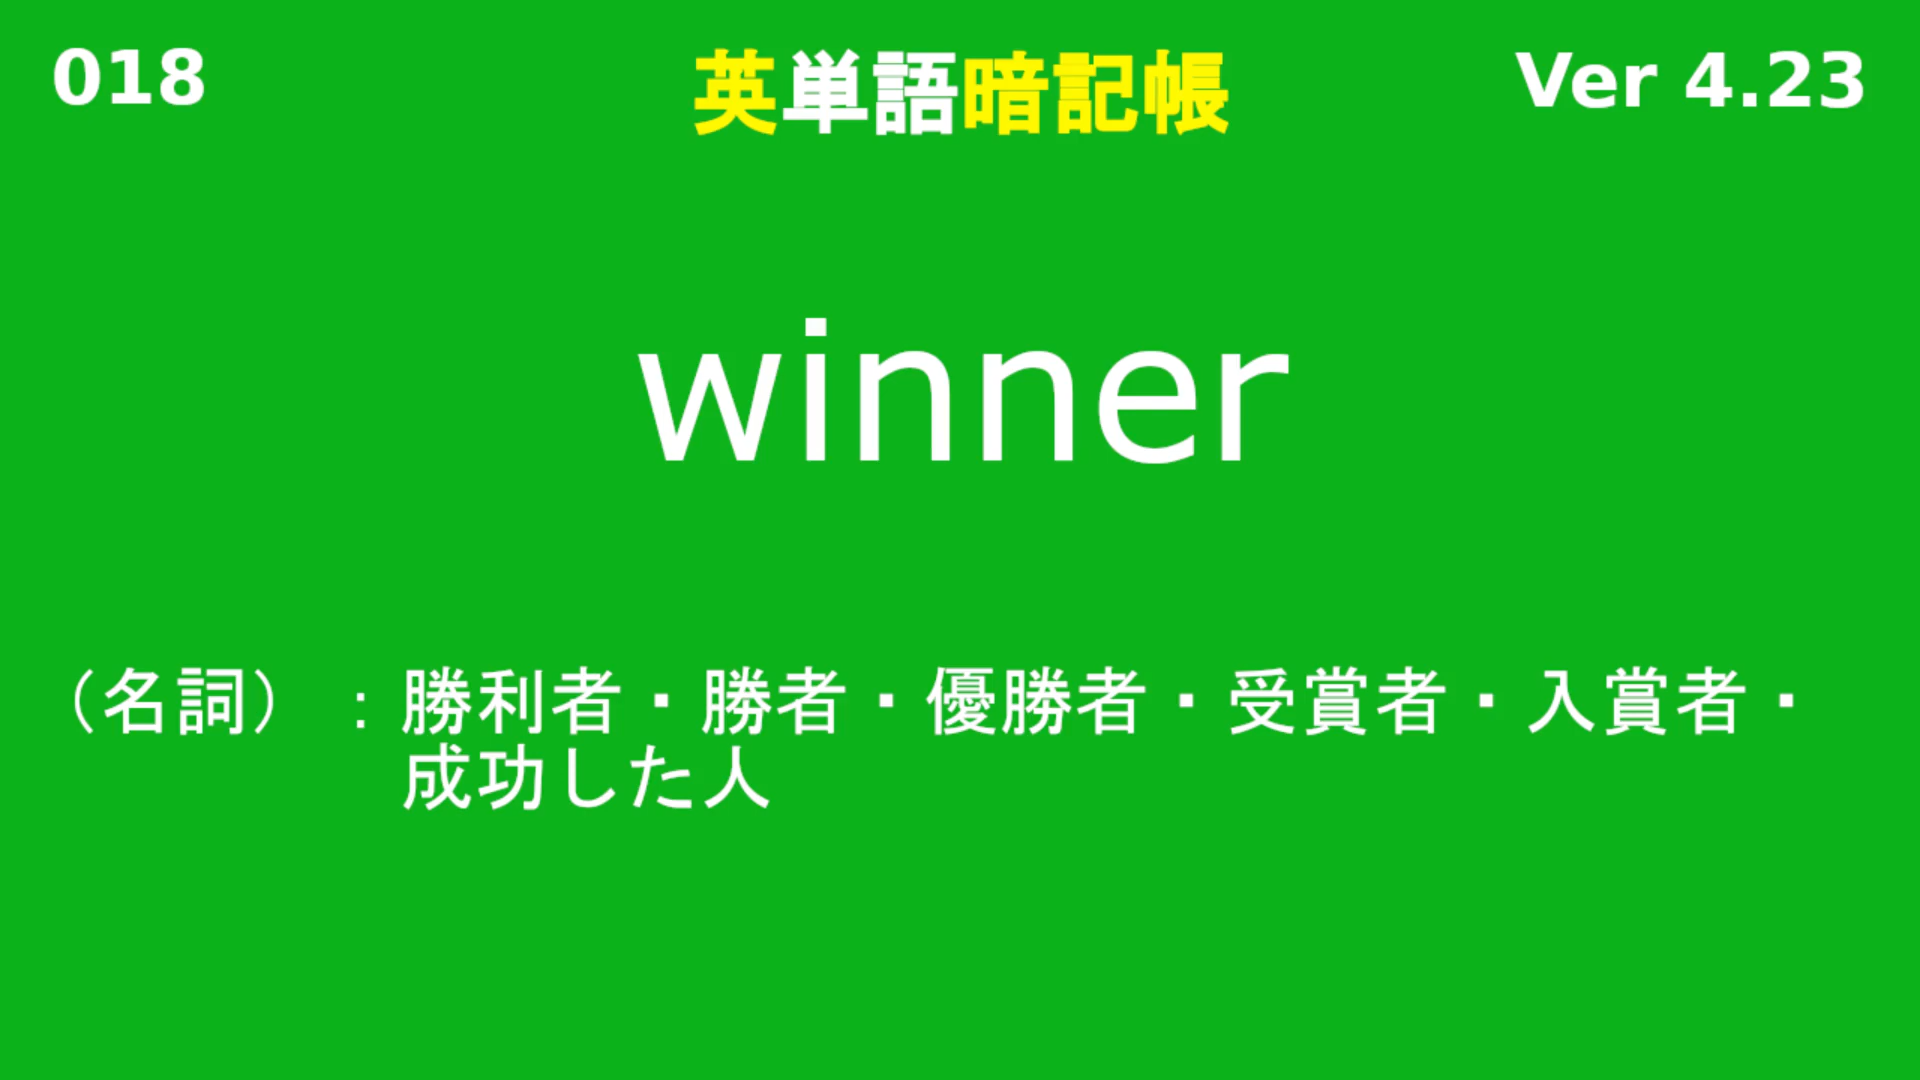 018
英単語暗記帳
Ver 4.23
winner
（名詞）：勝利者・勝者・優勝者・受賞者・入賞者・
成功した人